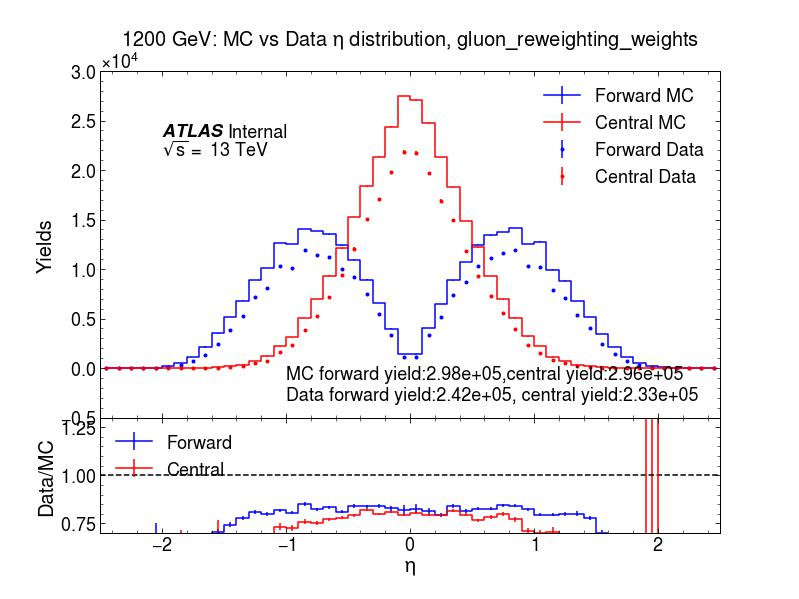 1200 GeV: MC vs Data η distribution, gluon_reweighting_weights
×10⁴
3.0
2.5
2.0
1.5
1.0
0.5
0.0
0.5
Yields
ATLAS Internal
√s = 13 TeV
Forward MC
Central MC
Forward Data
Central Data
MC forward yield:2.98e+05,central yield:2.96e+05
Data forward yield:2.42e+05, central yield:2.33e+05
1.25
1.00
0.75
Data/MC
Forward
Central
−2 −1 0 1 2
η